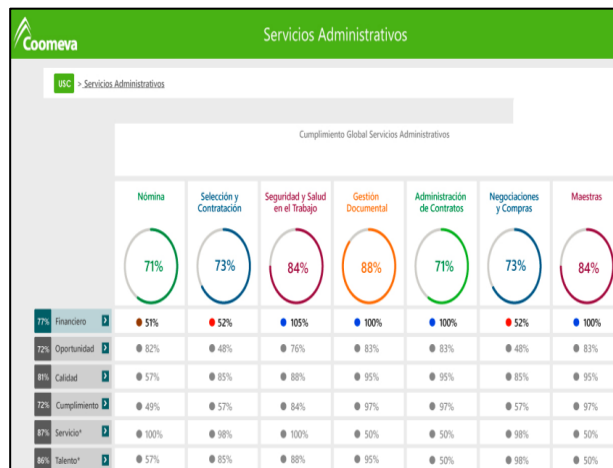 Coomeva
Servicios Administrativos
USC > Servicios Administrativos
Cumplimiento Global Servicios Administrativos
Nómina
Selección y
Contratación
Seguridad y Salud
en el Trabajo
Gestión
Documental
Administración
de Contratos
Negociaciones
y Compras
Maestras
71% 73% 84% 88% 71% 73% 84%
77% Financiero 51% 52% 105% 100% 100% 52% 100%
72% Oportunidad 82% 48% 76% 83% 83% 48% 83%
81% Calidad 57% 85% 88% 95% 95% 85% 95%
72% Cumplimiento 49% 57% 84% 97% 97% 57% 97%
87% Servicio* 100% 98% 100% 50% 50% 98% 50%
86% Talento* 57% 85% 88% 95% 50% 98% 50%